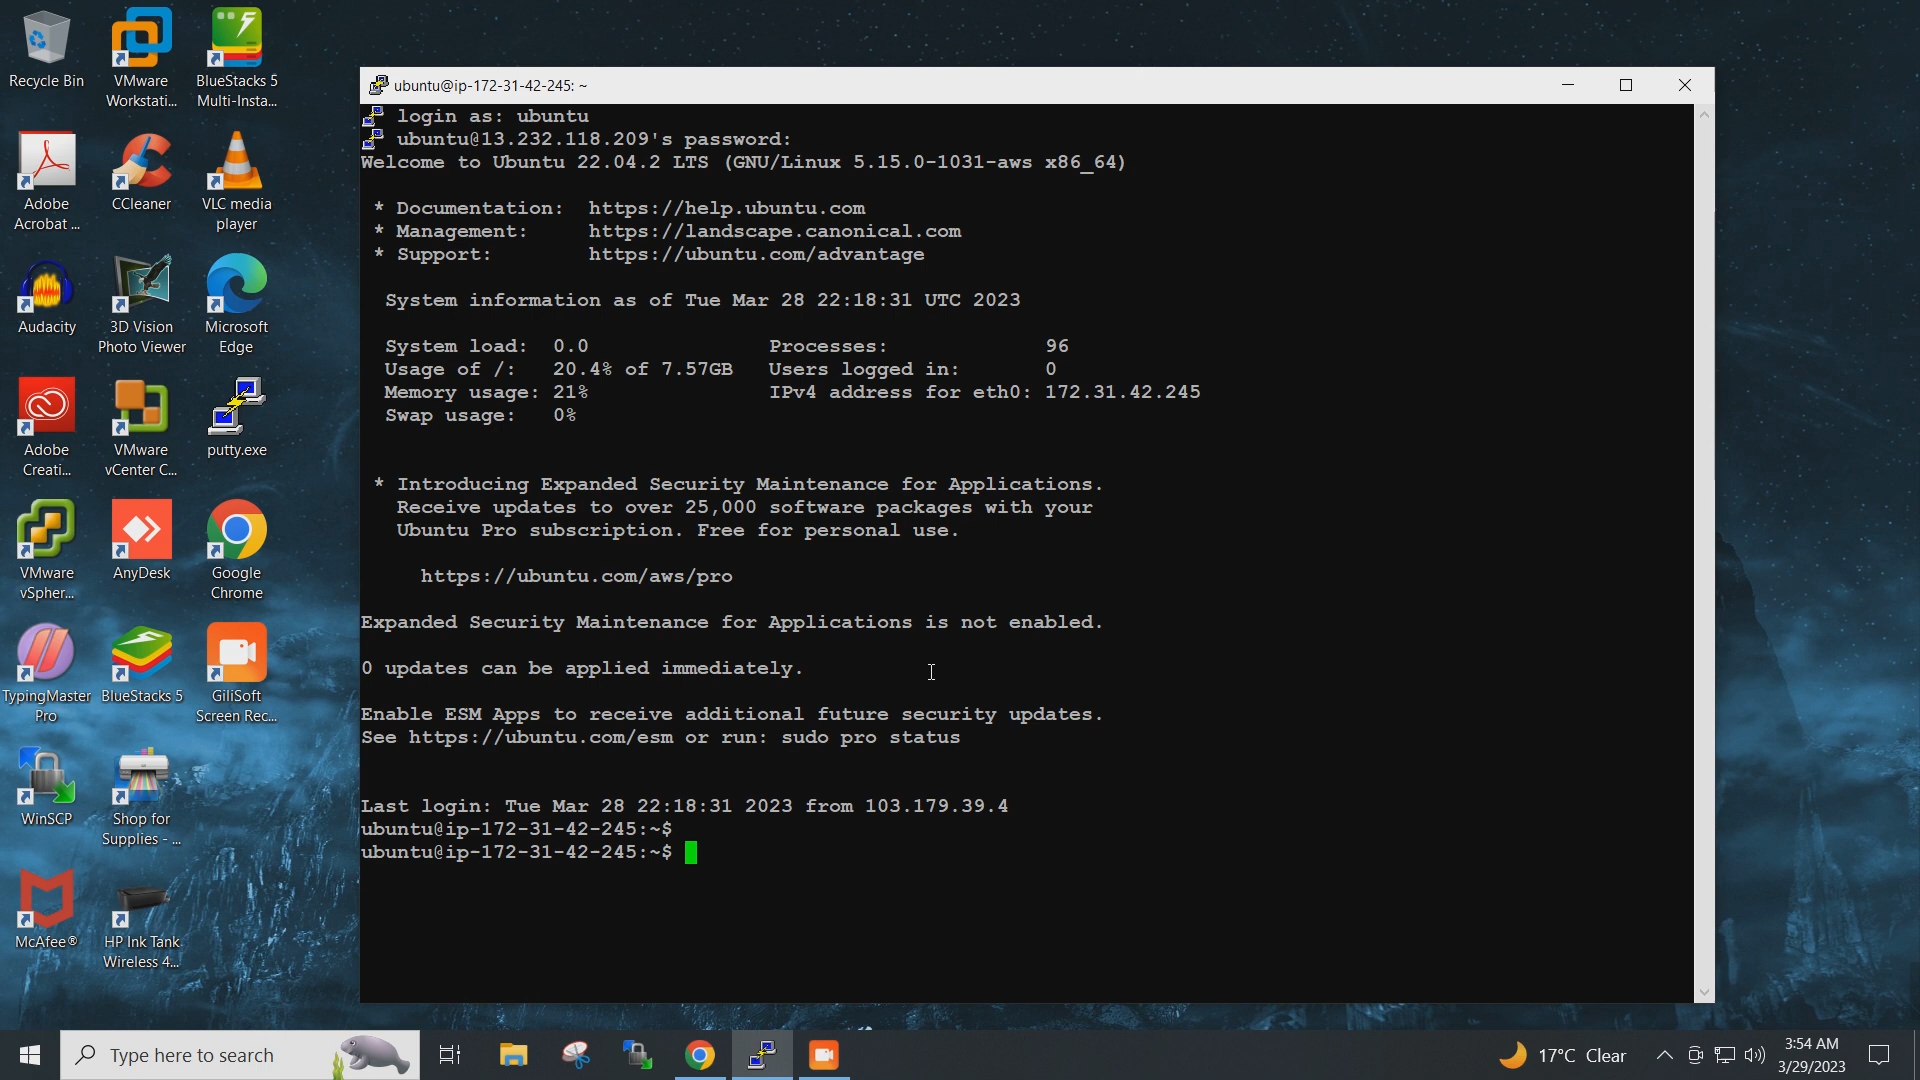 Recycle Bin
VMware
Workstati...
BlueStacks 5
Multi-Insta...
Adobe
Acrobat ...
CCleaner
VLC media
player
Audacity
3D Vision
Photo Viewer
Microsoft
Edge
Adobe
Creati...
VMware
vCenter C...
putty.exe
VMware
vSpher...
AnyDesk
Google
Chrome
TypingMaster
Pro
BlueStacks 5
GiliSoft
Screen Rec...
WinSCP
Shop for
Supplies - ...
McAfee®
HP Ink Tank
Wireless 4...
ubuntu@ip-172-31-42-245: ~
login as: ubuntu
ubuntu@13.232.118.209's password:
Welcome to Ubuntu 22.04.2 LTS (GNU/Linux 5.15.0-1031-aws x86_64)
* Documentation:  https://help.ubuntu.com
* Management:     https://landscape.canonical.com
* Support:        https://ubuntu.com/advantage
System information as of Tue Mar 28 22:18:31 UTC 2023
System load:  0.0               Processes:             96
Usage of /:   20.4% of 7.57GB   Users logged in:       0
Memory usage: 21%               IPv4 address for eth0: 172.31.42.245
Swap usage:   0%
* Introducing Expanded Security Maintenance for Applications.
Receive updates to over 25,000 software packages with your
Ubuntu Pro subscription. Free for personal use.
https://ubuntu.com/aws/pro
Expanded Security Maintenance for Applications is not enabled.
0 updates can be applied immediately.
Enable ESM Apps to receive additional future security updates.
See https://ubuntu.com/esm or run: sudo pro status
Last login: Tue Mar 28 22:18:31 2023 from 103.179.39.4
ubuntu@ip-172-31-42-245:~$
ubuntu@ip-172-31-42-245:~$
Type here to search
17°C Clear
3:54 AM
3/29/2023